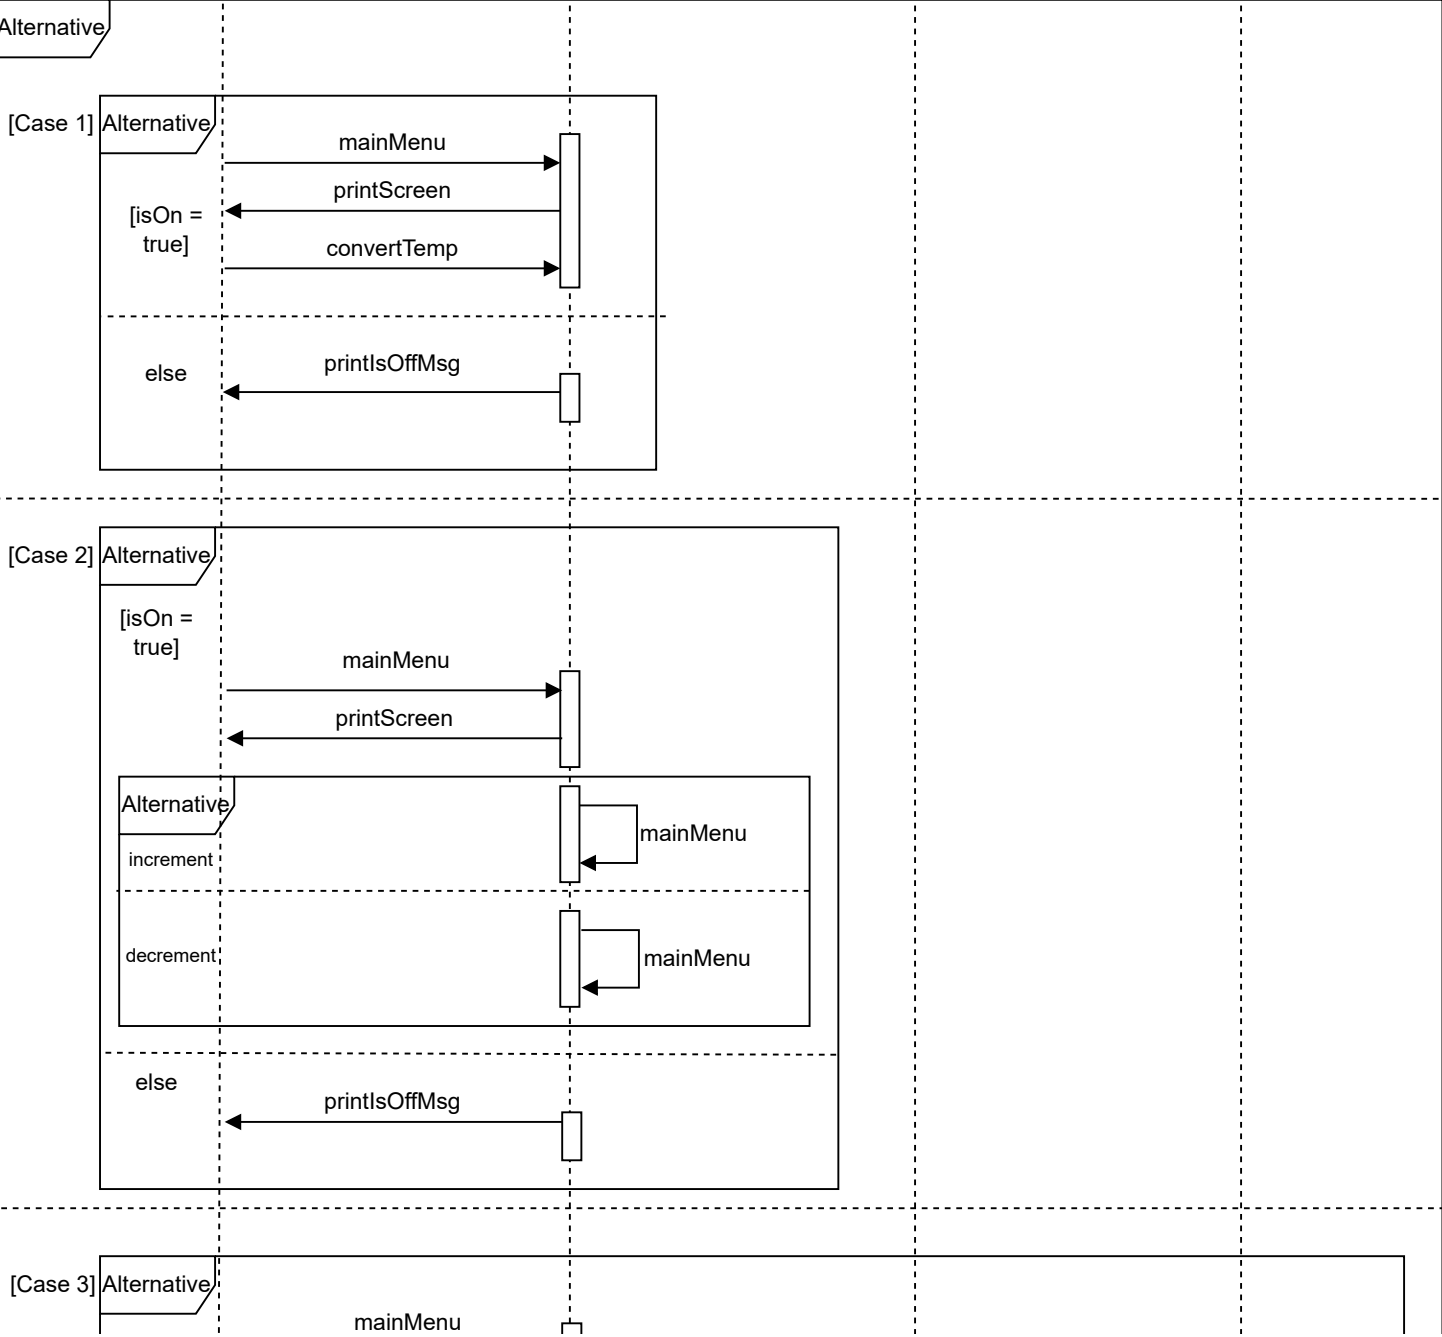 Alternative
[Case 1]
Alternative
mainMenu
printScreen
[isOn =
true]
convertTemp
else
printIsOffMsg
[Case 2]
Alternative
[isOn =
true]
mainMenu
printScreen
Alternative
mainMenu
increment
decrement
mainMenu
else
printIsOffMsg
[Case 3]
Alternative
mainMenu